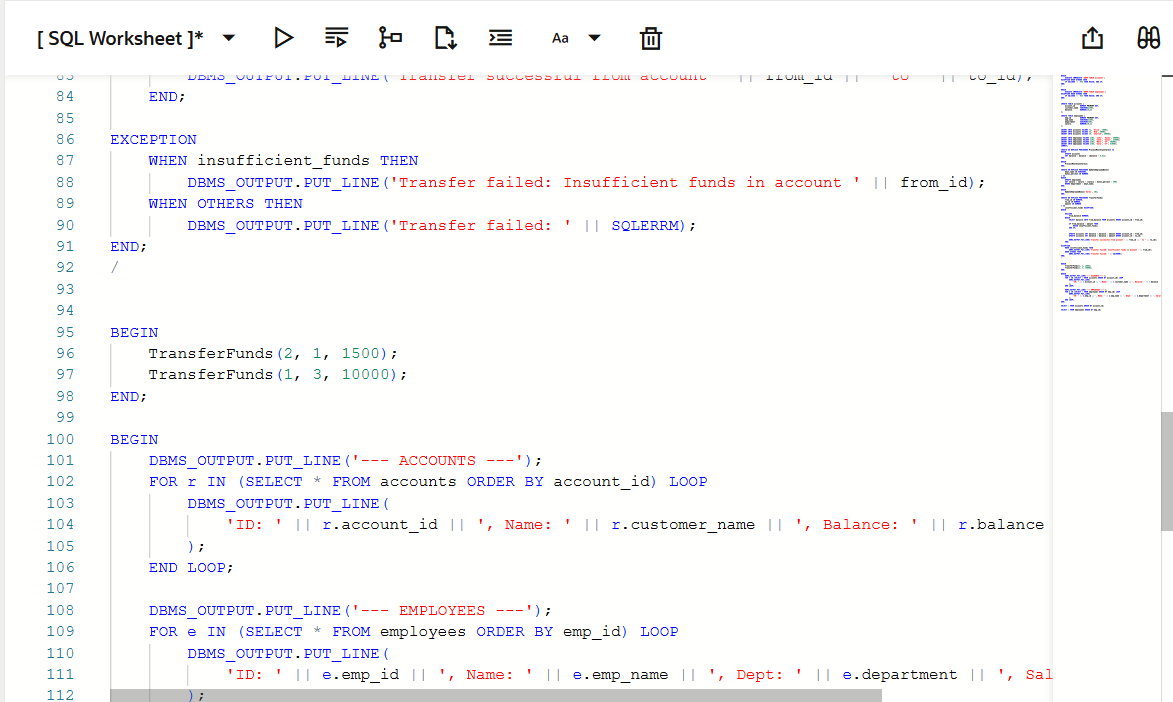 [ SQL Worksheet ]* Aa
83 DBMS_OUTPUT.PUT_LINE('Transfer successful from account ' || from_id || ' to ' || to_id);
84 END;
85
86 EXCEPTION
87 WHEN insufficient_funds THEN
88 DBMS_OUTPUT.PUT_LINE('Transfer failed: Insufficient funds in account ' || from_id);
89 WHEN OTHERS THEN
90 DBMS_OUTPUT.PUT_LINE('Transfer failed: ' || SQLERRM);
91 END;
92 /
93
94
95 BEGIN
96 TransferFunds(2, 1, 1500);
97 TransferFunds(1, 3, 10000);
98 END;
99
100 BEGIN
101 DBMS_OUTPUT.PUT_LINE('--- ACCOUNTS ---');
102 FOR r IN (SELECT * FROM accounts ORDER BY account_id) LOOP
103 DBMS_OUTPUT.PUT_LINE(
104 'ID: ' || r.account_id || ', Name: ' || r.customer_name || ', Balance: ' || r.balance
105 );
106 END LOOP;
107
108 DBMS_OUTPUT.PUT_LINE('--- EMPLOYEES ---');
109 FOR e IN (SELECT * FROM employees ORDER BY emp_id) LOOP
110 DBMS_OUTPUT.PUT_LINE(
111 'ID: ' || e.emp_id || ', Name: ' || e.emp_name || ', Dept: ' || e.department || ', Sal
112 );